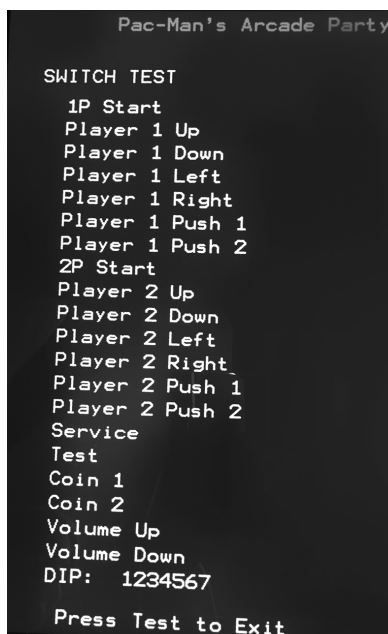 Pac-Man's Arcade Party
SWITCH TEST
1P Start
Player 1 Up
Player 1 Down
Player 1 Left
Player 1 Right
Player 1 Push 1
Player 1 Push 2
2P Start
Player 2 Up
Player 2 Down
Player 2 Left
Player 2 Right
Player 2 Push 1
Player 2 Push 2
Service
Test
Coin 1
Coin 2
Volume Up
Volume Down
DIP: 1234567
Press Test to Exit